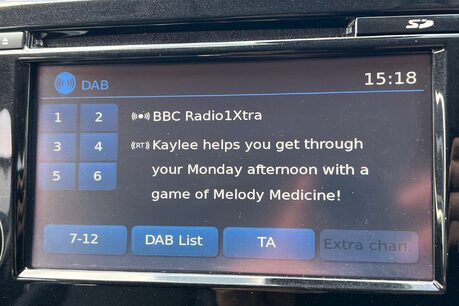 SD
DAB 15:18
1 2 BBC Radio1Xtra
3 4 (RT) Kaylee helps you get through
your Monday afternoon with a
5 6 game of Melody Medicine!
7-12 DAB List TA Extra chan.